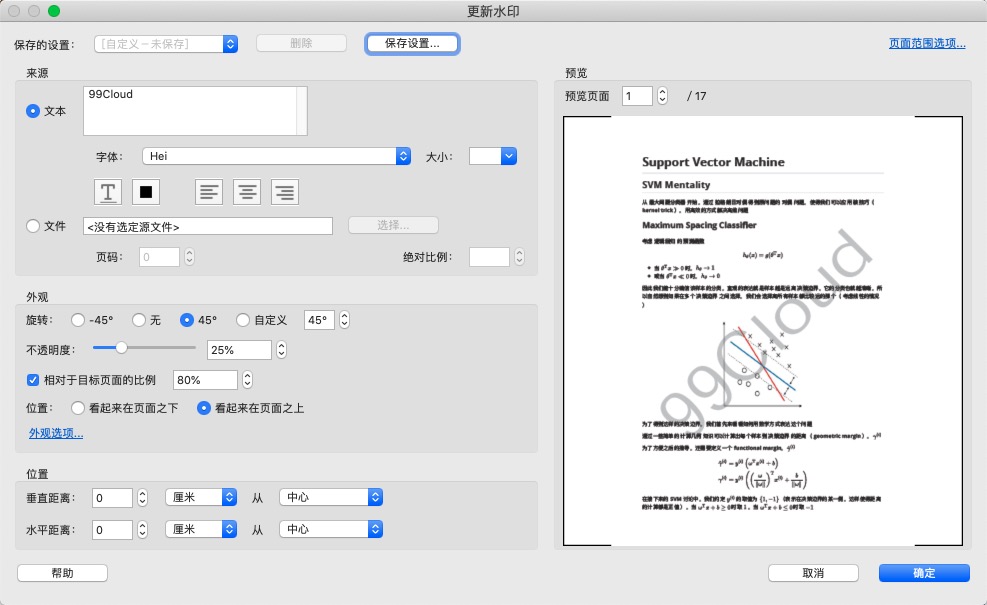 更新水印
保存的设置:
[自定义 – 未保存]
删除
保存设置...
页面范围选项...
来源
文本
99Cloud
字体:
Hei
大小:
文件
<没有选定源文件>
选择...
页码:
0
绝对比例:
外观
旋转:
-45°
无
45°
自定义
45°
不透明度:
25%
相对于目标页面的比例
80%
位置:
看起来在页面之下
看起来在页面之上
外观选项...
位置
垂直距离:
0
厘米
从
中心
水平距离:
0
厘米
从
中心
帮助
预览
预览页面
1
/ 17
Support Vector Machine
SVM Mentality
kernel trick
Maximum Spacing Classifier
99Cloud
取消
确定